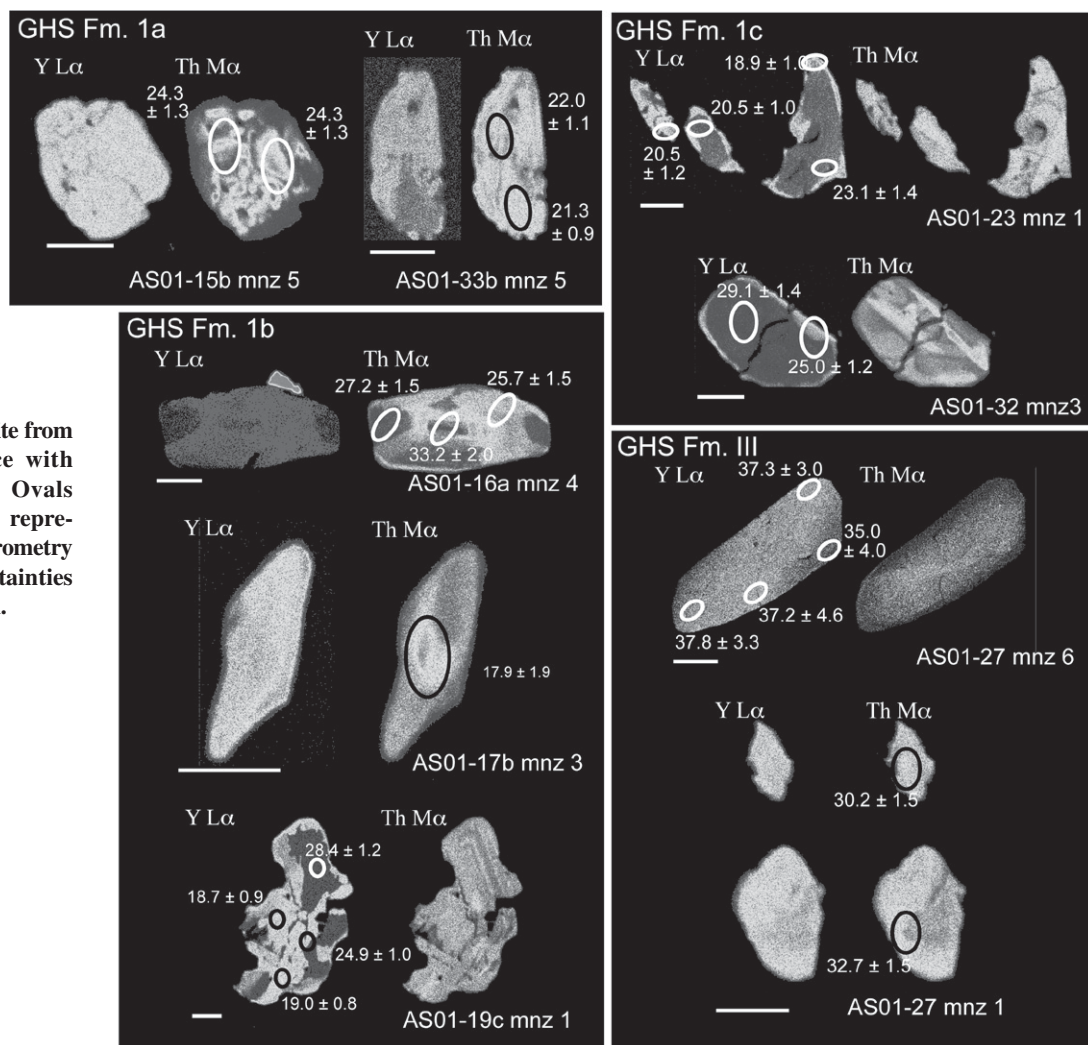 GHS Fm. 1a
Y Lα
Th Mα
24.3
± 1.3
24.3
± 1.3
AS01-15b mnz 5
Y Lα
Th Mα
22.0
± 1.1
21.3
± 0.9
AS01-33b mnz 5
GHS Fm. 1b
Y Lα
Th Mα
27.2 ± 1.5
25.7 ± 1.5
33.2 ± 2.0
AS01-16a mnz 4
Y Lα
Th Mα
17.9 ± 1.9
AS01-17b mnz 3
Y Lα
Th Mα
28.4 ± 1.2
18.7 ± 0.9
24.9 ± 1.0
19.0 ± 0.8
AS01-19c mnz 1
GHS Fm. 1c
Y Lα
Th Mα
18.9 ± 1.0
20.5 ± 1.0
20.5
± 1.2
23.1 ± 1.4
AS01-23 mnz 1
Y Lα
Th Mα
29.1 ± 1.4
25.0 ± 1.2
AS01-32 mnz3
GHS Fm. III
Y Lα
Th Mα
37.3 ± 3.0
35.0
± 4.0
37.2 ± 4.6
37.8 ± 3.3
AS01-27 mnz 6
Y Lα
Th Mα
30.2 ± 1.5
32.7 ± 1.5
AS01-27 mnz 1
from
with
Ovals
repre-